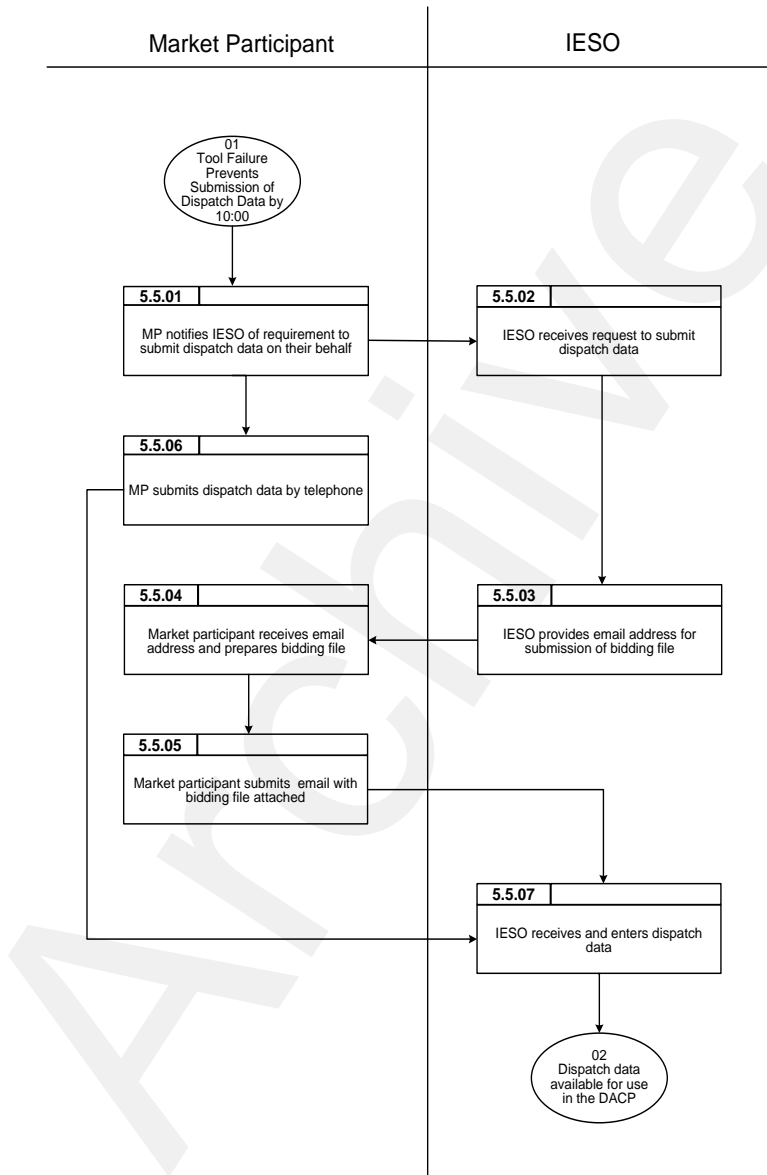 Market Participant
IESO
01
Tool Failure
Prevents
Submission of
Dispatch Data by
10:00
5.5.01
MP notifies IESO of requirement to
submit dispatch data on their behalf
5.5.02
IESO receives request to submit
dispatch data
5.5.06
MP submits dispatch data by telephone
5.5.04
Market participant receives email
address and prepares bidding file
5.5.03
IESO provides email address for
submission of bidding file
5.5.05
Market participant submits  email with
bidding file attached
5.5.07
IESO receives and enters dispatch
data
02
Dispatch data
available for use
in the DACP
Archive